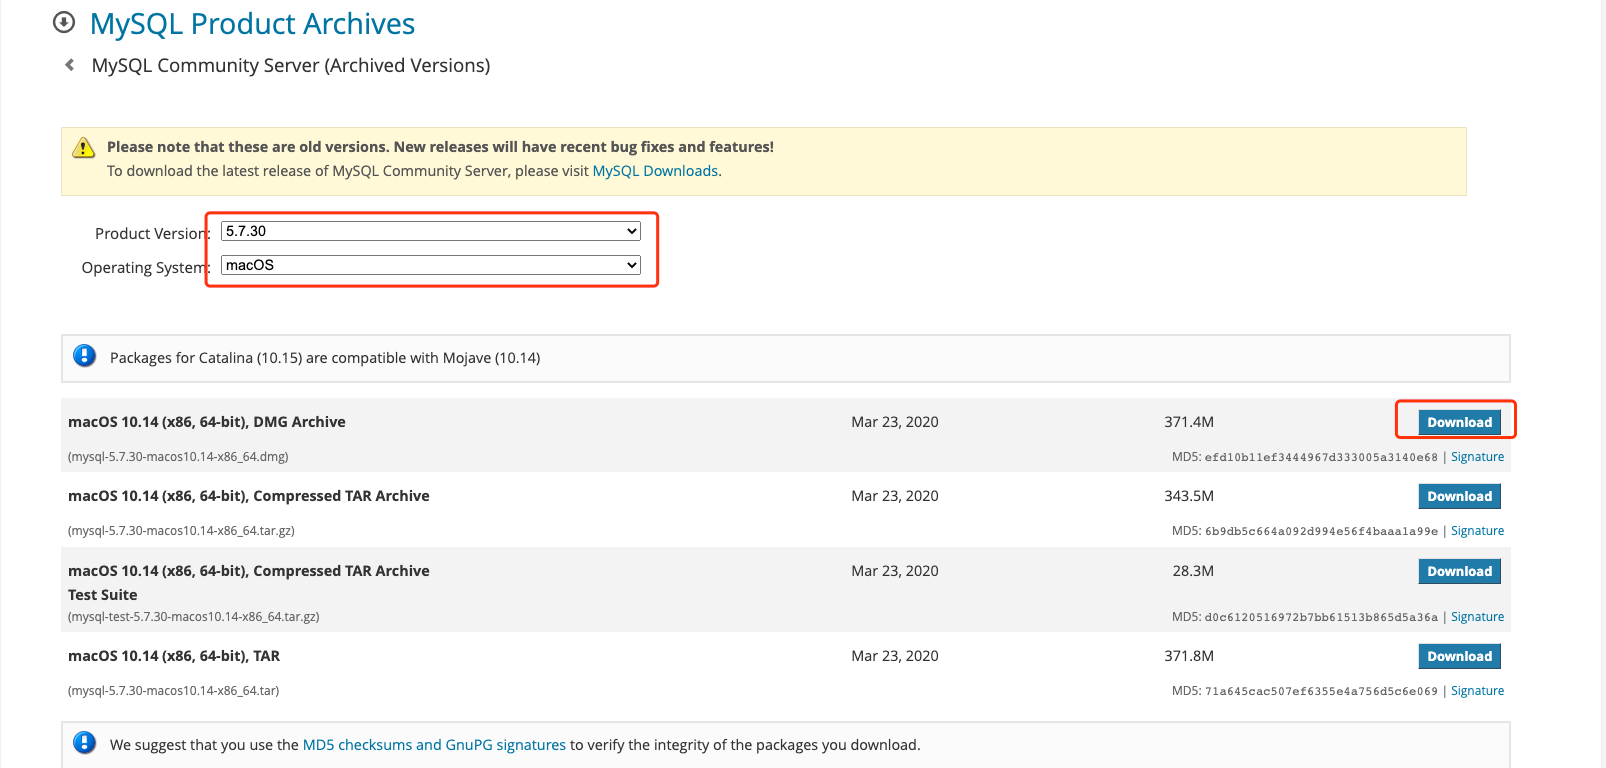 MySQL Product Archives
MySQL Community Server (Archived Versions)
Please note that these are old versions. New releases will have recent bug fixes and features!
To download the latest release of MySQL Community Server, please visit MySQL Downloads.
Product Version: 5.7.30
Operating System: macOS
Packages for Catalina (10.15) are compatible with Mojave (10.14)
macOS 10.14 (x86, 64-bit), DMG Archive Mar 23, 2020 371.4M Download
(mysql-5.7.30-macos10.14-x86_64.dmg) MD5: efd10b11ef3444967d333005a3140e68 | Signature
macOS 10.14 (x86, 64-bit), Compressed TAR Archive Mar 23, 2020 343.5M Download
(mysql-5.7.30-macos10.14-x86_64.tar.gz) MD5: 6b9db5c664a092d994e56f4baaa1a99e | Signature
macOS 10.14 (x86, 64-bit), Compressed TAR Archive Mar 23, 2020 28.3M Download
Test Suite
(mysql-test-5.7.30-macos10.14-x86_64.tar.gz) MD5: d0c6120516972b7bb61513b865d5a36a | Signature
macOS 10.14 (x86, 64-bit), TAR Mar 23, 2020 371.8M Download
(mysql-5.7.30-macos10.14-x86_64.tar) MD5: 71a645cac507ef6355e4a756d5c6e069 | Signature
We suggest that you use the MD5 checksums and GnuPG signatures to verify the integrity of the packages you download.